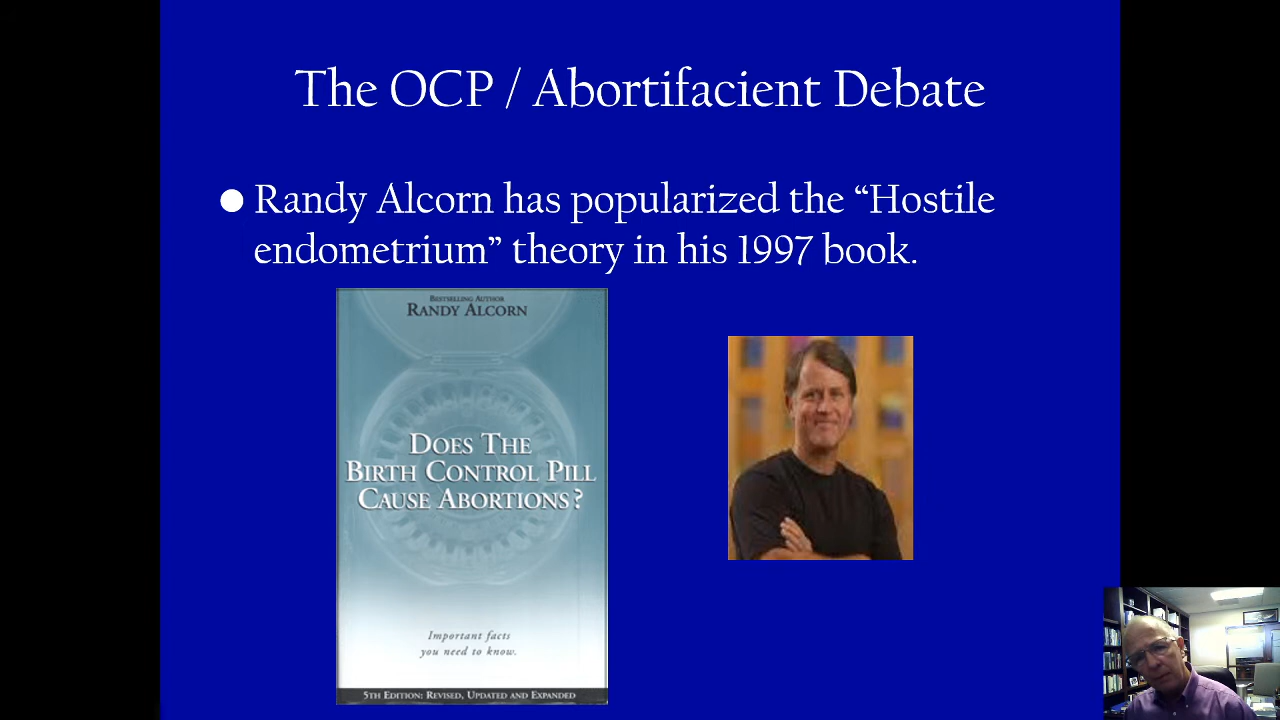 The OCP / Abortifacient Debate
● Randy Alcorn has popularized the “Hostile
endometrium” theory in his 1997 book.
Bestselling Author
Randy Alcorn
Does The
Birth Control Pill
Cause Abortions?
Important facts
you need to know.
5th Edition: Revised, Updated and Expanded